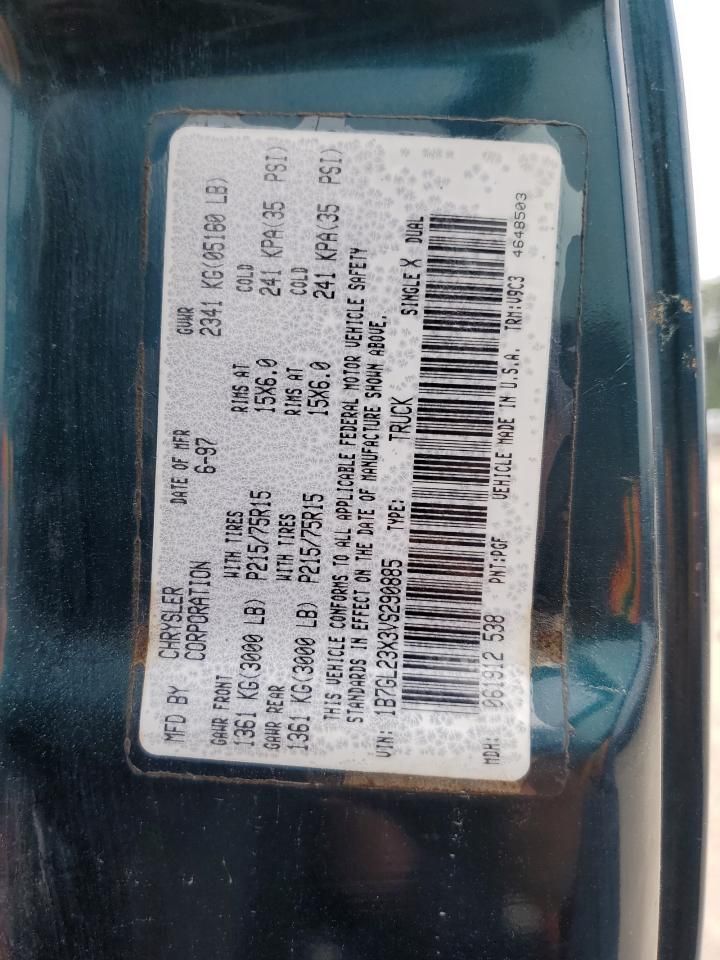 MFD BY CHRYSLER CORPORATION DATE OF MFR 6-97 GVWR 2341 KG(05160 LB)
GAWR FRONT WITH TIRES RIMS AT COLD
1361 KG(3000 LB) P215/75R15 15X6.0 241 KPA(35 PSI)
GAWR REAR WITH TIRES RIMS AT COLD
1361 KG(3000 LB) P215/75R15 15X6.0 241 KPA(35 PSI)
THIS VEHICLE CONFORMS TO ALL APPLICABLE FEDERAL MOTOR VEHICLE SAFETY
STANDARDS IN EFFECT ON THE DATE OF MANUFACTURE SHOWN ABOVE.
VIN: 1B7GL23X3VS290885 TYPE: TRUCK SINGLE X DUAL
MDH: 061912 538 PNT:PGF VEHICLE MADE IN U.S.A. TRM:V9C3 4648503